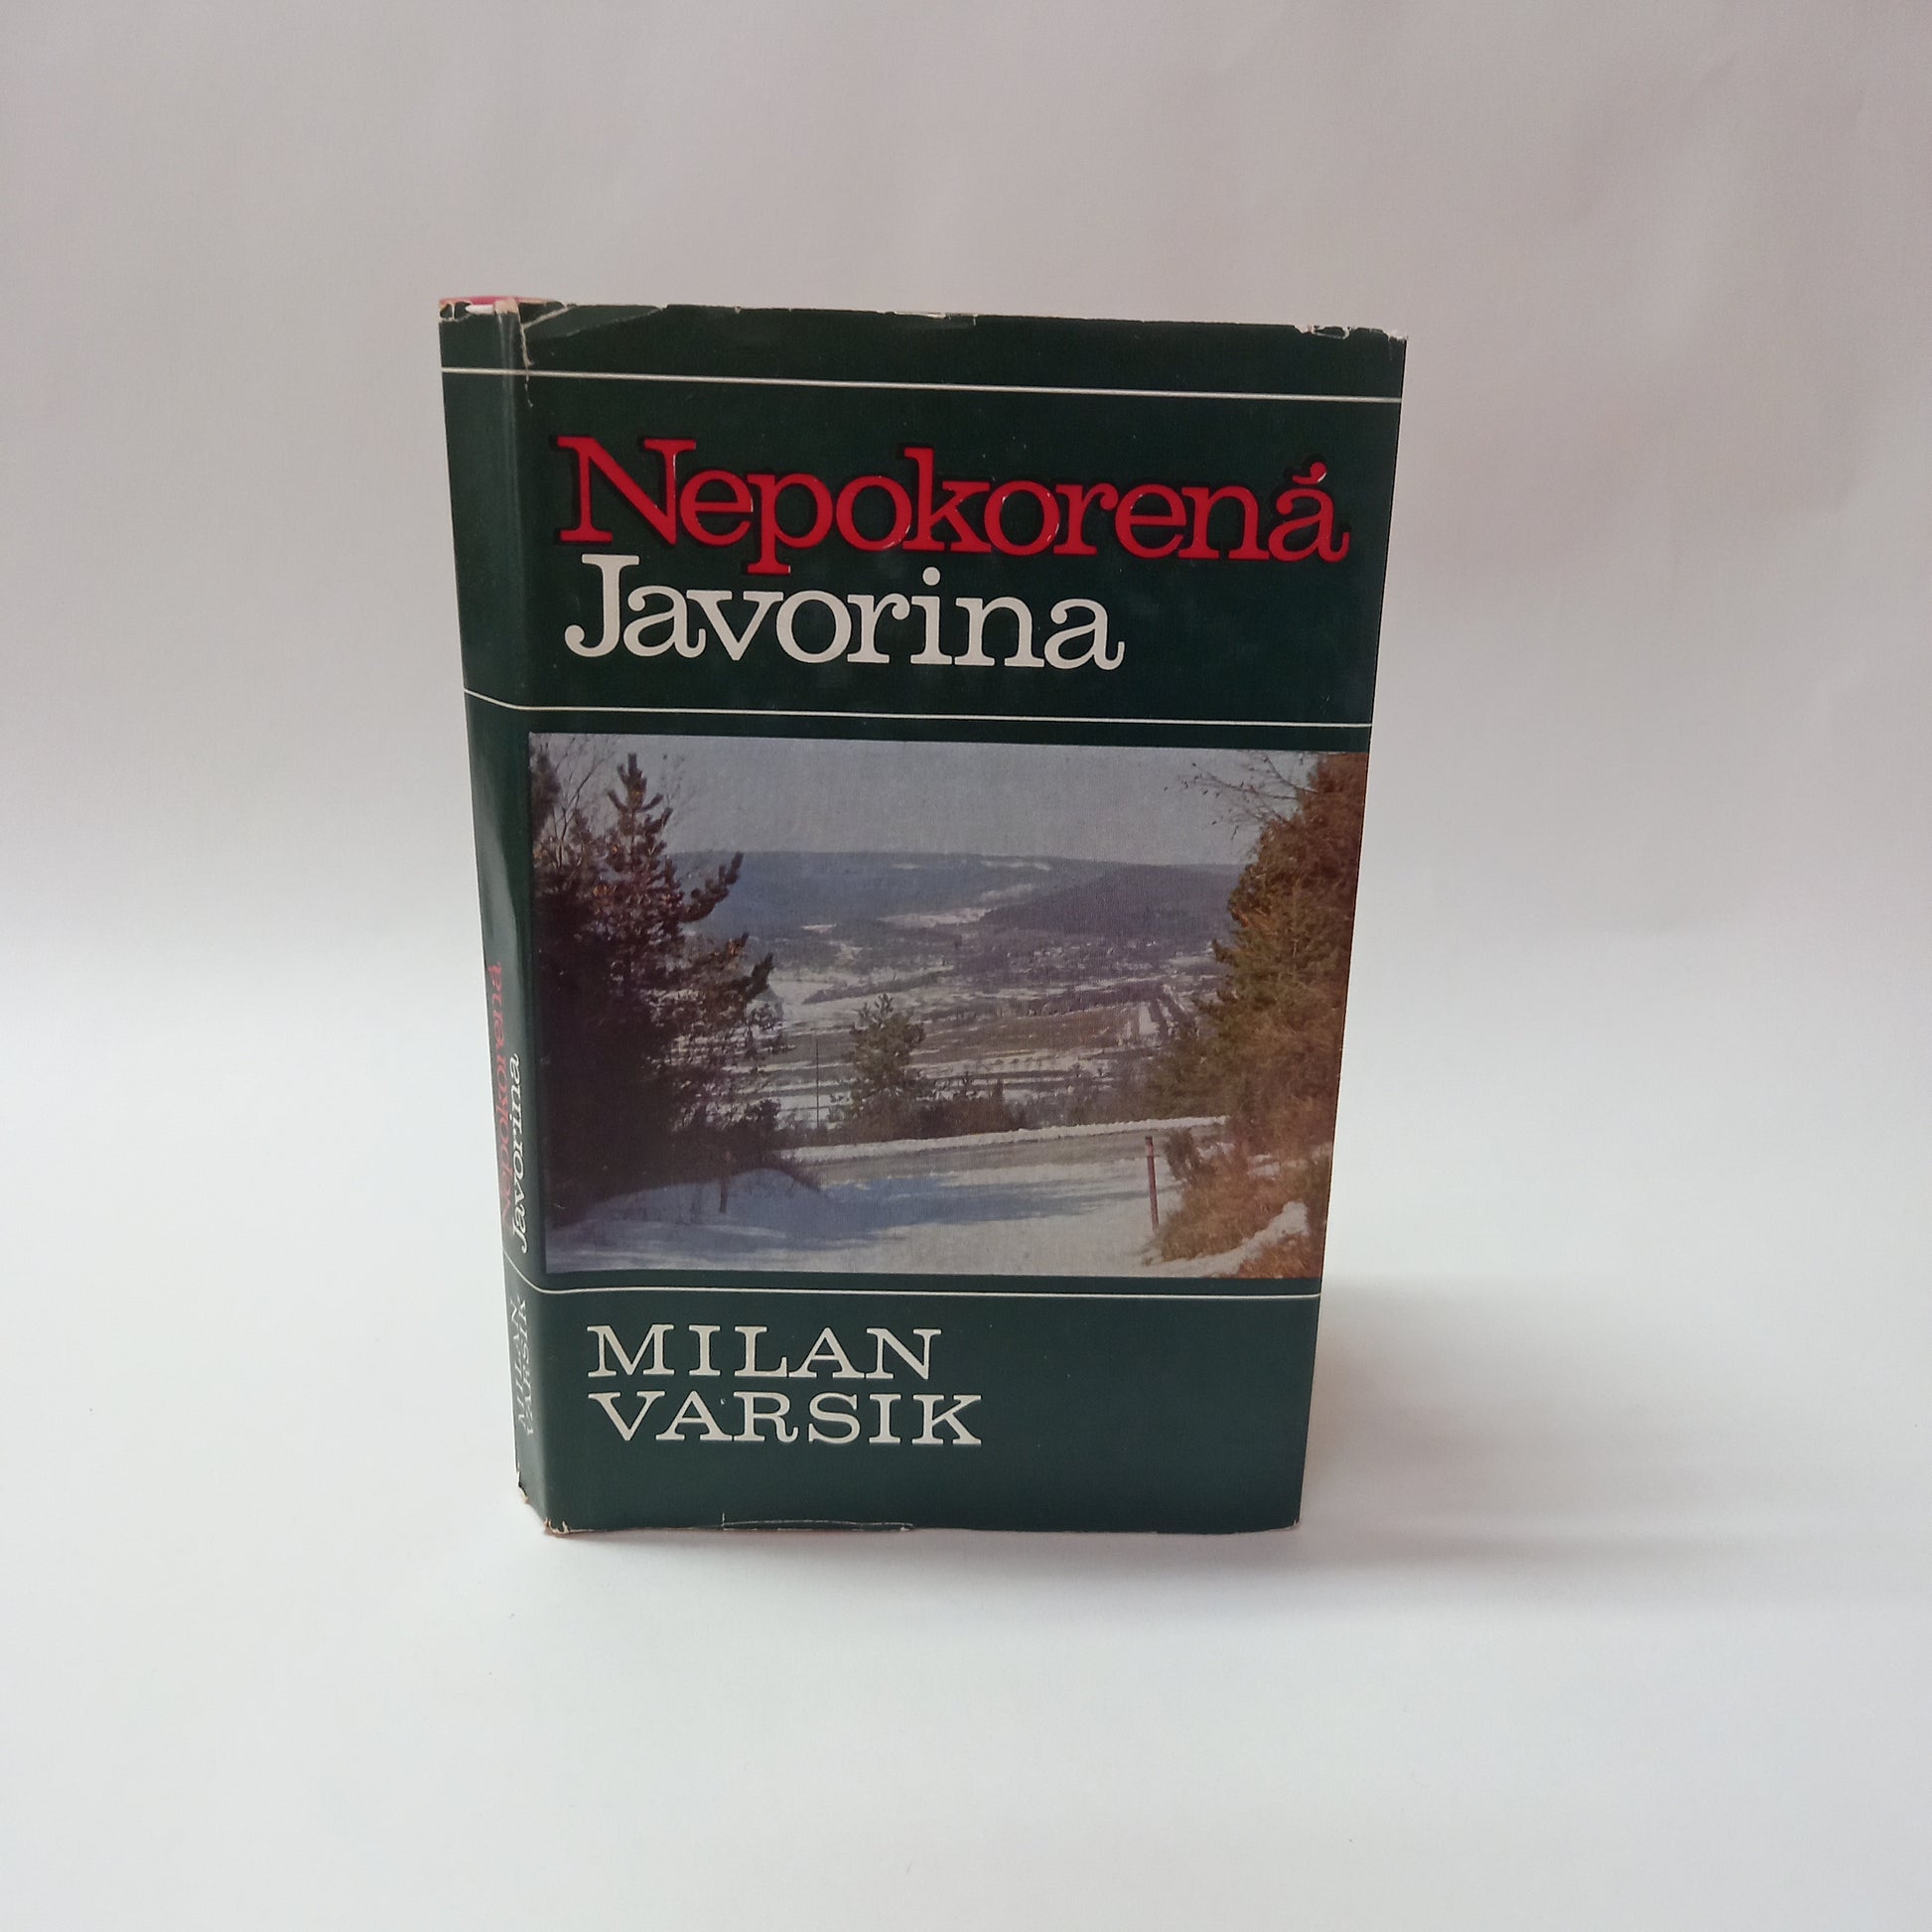 Nepokorená
Javorina
MILAN
VARSIK
Nepokorená
Javorina
MILAN
VARSIK